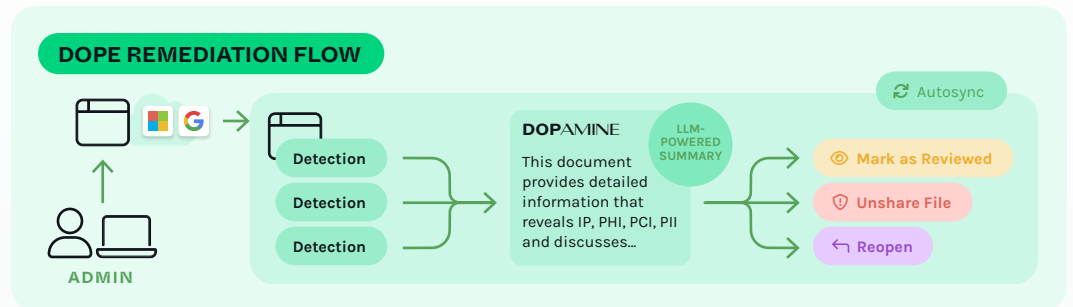 DOPE REMEDIATION FLOW
Autosync
ADMIN
Detection
Detection
Detection
DOPAMINE
LLM-
POWERED
SUMMARY
This document
provides detailed
information that
reveals IP, PHI, PCI, PII
and discusses...
Mark as Reviewed
Unshare File
Reopen